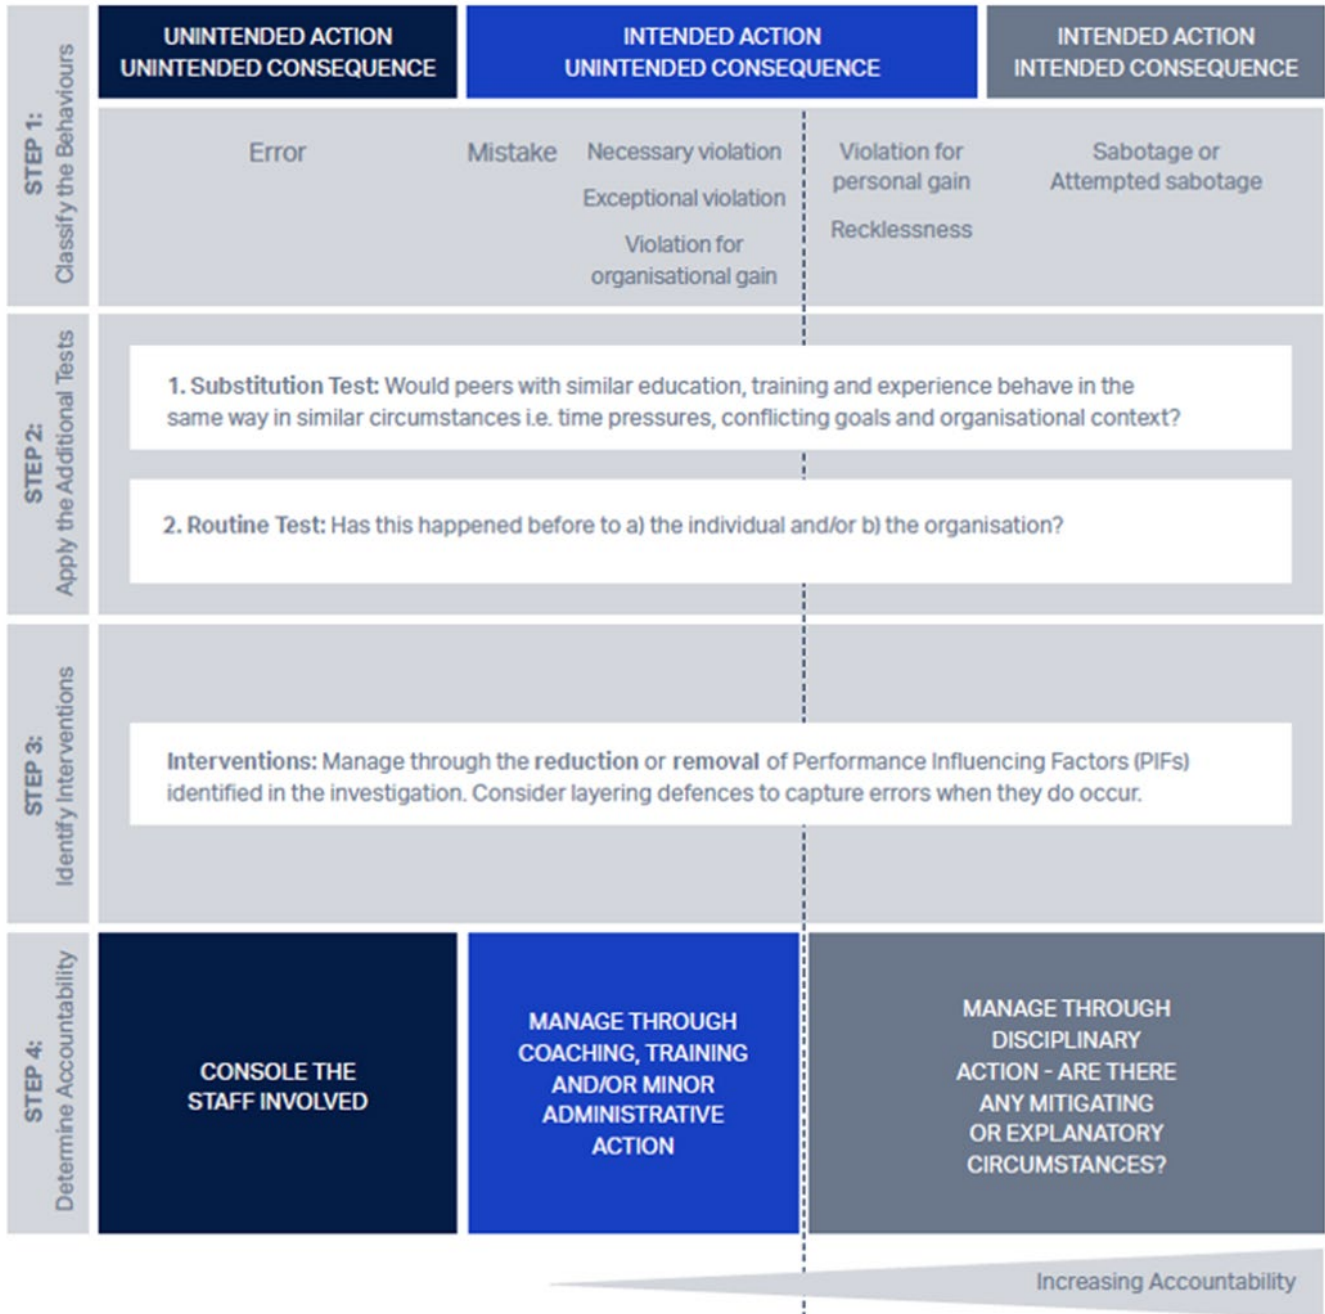 STEP 1:
Classify the Behaviours
UNINTENDED ACTION
UNINTENDED CONSEQUENCE
INTENDED ACTION
UNINTENDED CONSEQUENCE
INTENDED ACTION
INTENDED CONSEQUENCE
Error
Mistake
Necessary violation
Exceptional violation
Violation for
organisational gain
Violation for
personal gain
Recklessness
Sabotage or
Attempted sabotage
STEP 2:
Apply the Additional Tests
1. Substitution Test: Would peers with similar education, training and experience behave in the
same way in similar circumstances i.e. time pressures, conflicting goals and organisational context?
2. Routine Test: Has this happened before to a) the individual and/or b) the organisation?
STEP 3:
Identify Interventions
Interventions: Manage through the reduction or removal of Performance Influencing Factors (PIFs)
identified in the investigation. Consider layering defences to capture errors when they do occur.
STEP 4:
Determine Accountability
CONSOLE THE
STAFF INVOLVED
MANAGE THROUGH
COACHING, TRAINING
AND/OR MINOR
ADMINISTRATIVE
ACTION
MANAGE THROUGH
DISCIPLINARY
ACTION - ARE THERE
ANY MITIGATING
OR EXPLANATORY
CIRCUMSTANCES?
Increasing Accountability